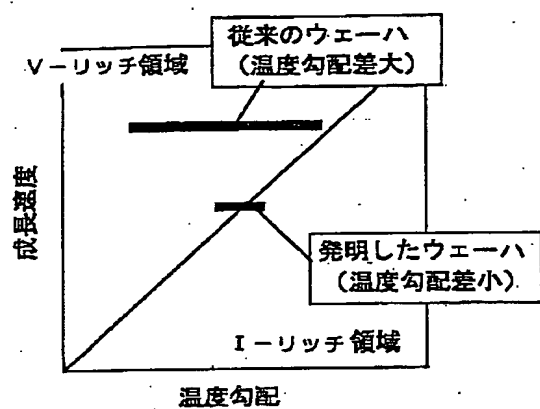 従来のウェーハ
(温度勾配差大)
V－リッチ領域
成長速度
発明したウェーハ
(温度勾配差小)
I－リッチ領域
温度勾配